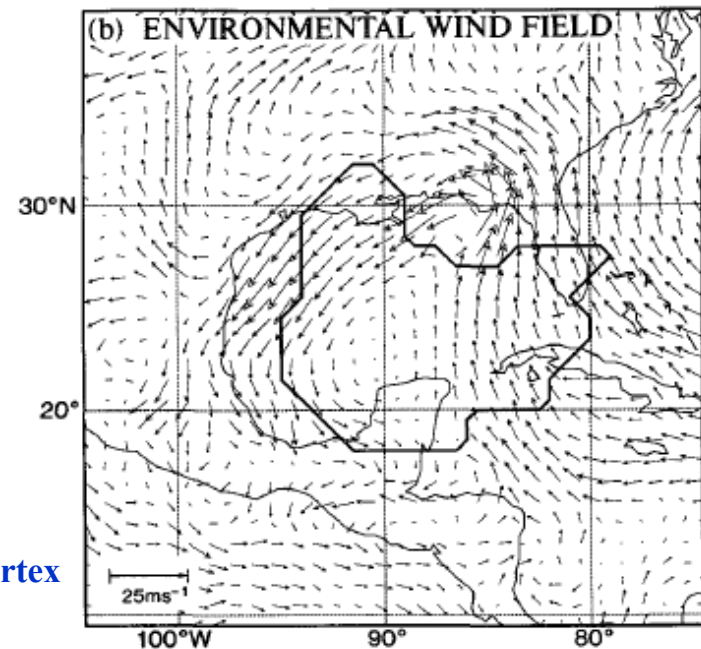 (b) ENVIRONMENTAL WIND FIELD
30°N
20°
rtex
25ms⁻¹
100°W 90° 80°